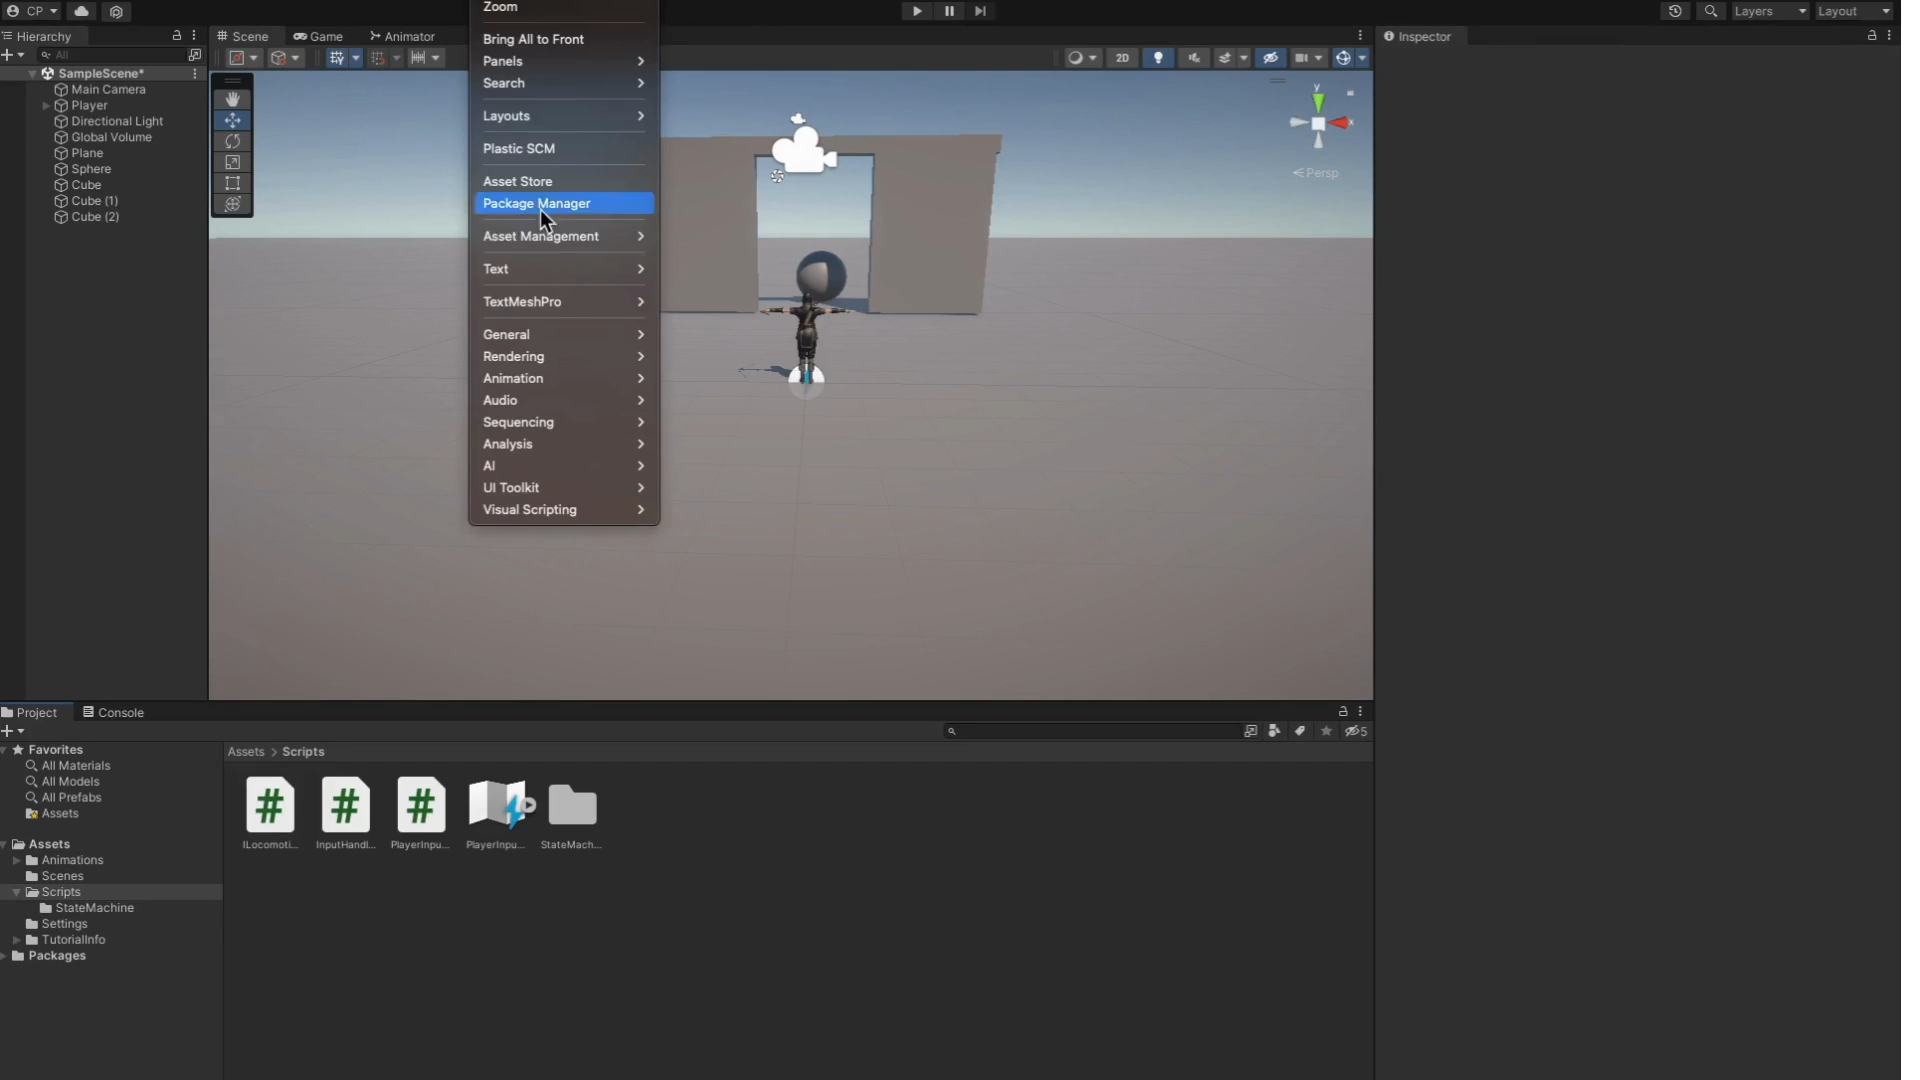 CP
Layers
Layout
Hierarchy
All
SampleScene*
Main Camera
Player
Directional Light
Global Volume
Plane
Sphere
Cube
Cube (1)
Cube (2)
Scene
Game
Animator
2D
Zoom
Bring All to Front
Panels
Search
Layouts
Plastic SCM
Asset Store
Package Manager
Asset Management
Text
TextMeshPro
General
Rendering
Animation
Audio
Sequencing
Analysis
AI
UI Toolkit
Visual Scripting
y
x
Persp
Inspector
Project
Console
5
Favorites
All Materials
All Models
All Prefabs
Assets
Assets
Animations
Scenes
Scripts
StateMachine
Settings
TutorialInfo
Packages
Assets > Scripts
ILocomoti...
InputHandl...
PlayerInpu...
PlayerInpu...
StateMach...